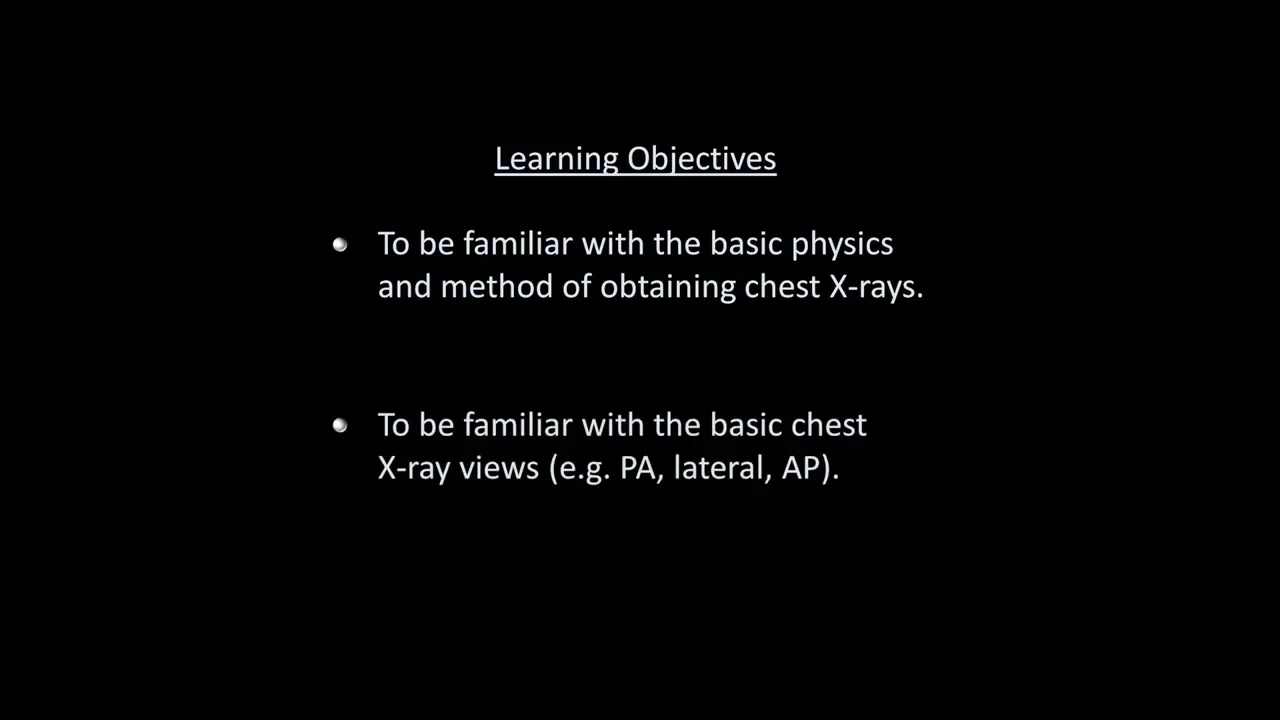 Learning Objectives
To be familiar with the basic physics
and method of obtaining chest X-rays.
To be familiar with the basic chest
X-ray views (e.g. PA, lateral, AP).